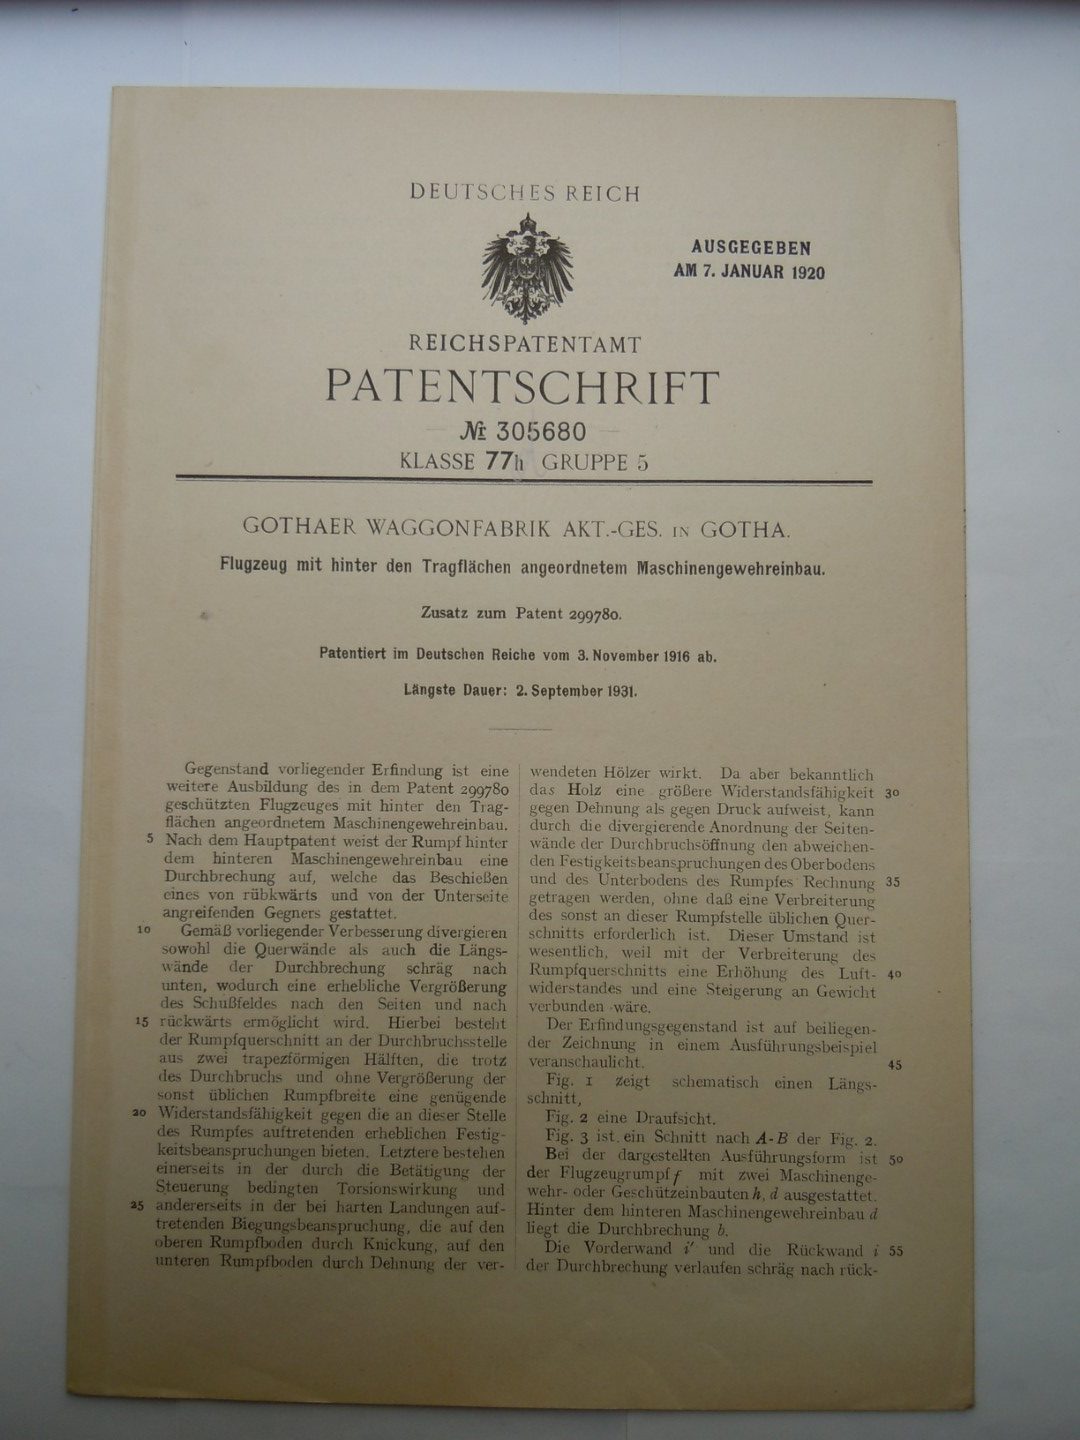 DEUTSCHES REICH
AUSGEGEBEN
AM 7. JANUAR 1920
REICHSPATENTAMT
PATENTSCHRIFT
№ 305680
KLASSE 77h GRUPPE 5
GOTHAER WAGGONFABRIK AKT.-GES. IN GOTHA.
Flugzeug mit hinter den Tragflächen angeordnetem Maschinengewehreinbau.
Zusatz zum Patent 299780.
Patentiert im Deutschen Reiche vom 3. November 1916 ab.
Längste Dauer: 2. September 1931.
Gegenstand vorliegender Erfindung ist eine
weitere Ausbildung des in dem Patent 299780
geschützten Flugzeuges mit hinter den Trag-
flächen angeordnetem Maschinengewehreinbau.
5 Nach dem Hauptpatent weist der Rumpf hinter
dem hinteren Maschinengewehreinbau eine
Durchbrechung auf, welche das Beschießen
eines von rübkwärts und von der Unterseite
angreifenden Gegners gestattet.
10 Gemäß vorliegender Verbesserung divergieren
sowohl die Querwände als auch die Längs-
wände der Durchbrechung schräg nach
unten, wodurch eine erhebliche Vergrößerung
des Schußfeldes nach den Seiten und nach
15 rückwärts ermöglicht wird. Hierbei besteht
der Rumpfquerschnitt an der Durchbruchsstelle
aus zwei trapezförmigen Hälften, die trotz
des Durchbruchs und ohne Vergrößerung der
sonst üblichen Rumpfbreite eine genügende
20 Widerstandsfähigkeit gegen die an dieser Stelle
des Rumpfes auftretenden erheblichen Festig-
keitsbeanspruchungen bieten. Letztere bestehen
einerseits in der durch die Betätigung der
Steuerung bedingten Torsionswirkung und
25 andererseits in der bei harten Landungen auf-
tretenden Biegungsbeanspruchung, die auf den
oberen Rumpfboden durch Knickung, auf den
unteren Rumpfboden durch Dehnung der ver-
wendeten Hölzer wirkt. Da aber bekanntlich
das Holz eine größere Widerstandsfähigkeit 30
gegen Dehnung als gegen Druck aufweist, kann
durch die divergierende Anordnung der Seiten-
wände der Durchbruchsöffnung den abweichen-
den Festigkeitsbeanspruchungen des Oberbodens
und des Unterbodens des Rumpfes Rechnung 35
getragen werden, ohne daß eine Verbreiterung
des sonst an dieser Rumpfstelle üblichen Quer-
schnitts erforderlich ist. Dieser Umstand ist
wesentlich, weil mit der Verbreiterung des
Rumpfquerschnitts eine Erhöhung des Luft- 40
widerstandes und eine Steigerung an Gewicht
verbunden wäre.
Der Erfindungsgegenstand ist auf beiliegen-
der Zeichnung in einem Ausführungsbeispiel
veranschaulicht. 45
Fig. 1 zeigt schematisch einen Längs-
schnitt,
Fig. 2 eine Draufsicht.
Fig. 3 ist ein Schnitt nach A-B der Fig. 2.
Bei der dargestellten Ausführungsform ist 50
der Flugzeugrumpf f mit zwei Maschinenge-
wehr- oder Geschützeinbauten h, d ausgestattet.
Hinter dem hinteren Maschinengewehreinbau d
liegt die Durchbrechung b.
Die Vorderwand i' und die Rückwand i 55
der Durchbrechung verlaufen schräg nach rück-